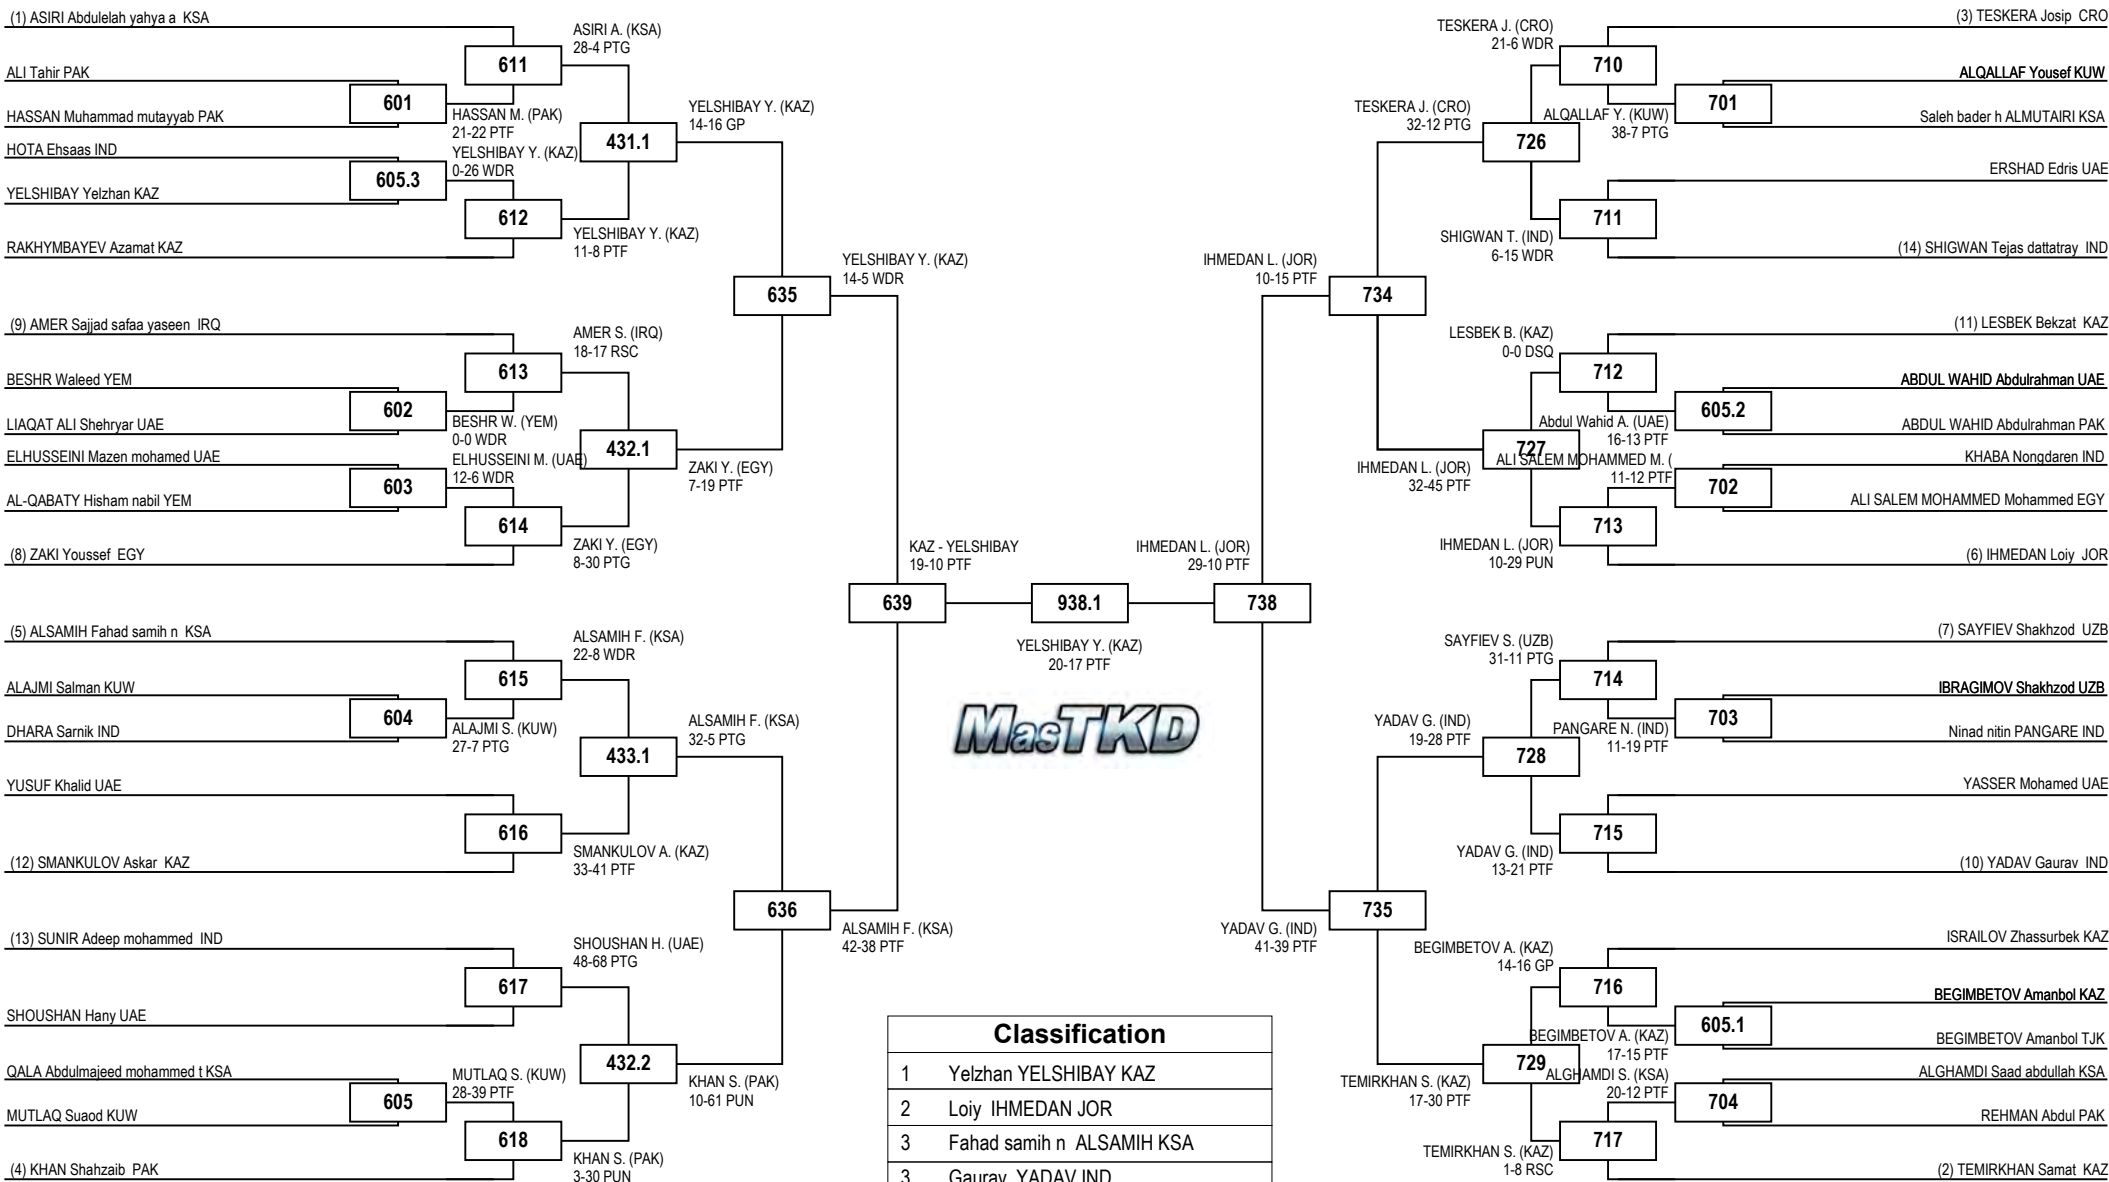 (1) ASIRI Abdulelah yahya a KSA
ALI Tahir PAK
HASSAN Muhammad mutayyab PAK
HOTA Ehsaas IND
YELSHIBAY Yelzhan KAZ
RAKHYMBAYEV Azamat KAZ
(9) AMER Sajjad safaa yaseen IRQ
BESHR Waleed YEM
LIAQAT ALI Shehryar UAE
ELHUSSEINI Mazen mohamed UAE
AL-QABATY Hisham nabil YEM
(8) ZAKI Youssef EGY
(5) ALSAMIH Fahad samih n KSA
ALAJMI Salman KUW
DHARA Sarnik IND
YUSUF Khalid UAE
(12) SMANKULOV Askar KAZ
(13) SUNIR Adeep mohammed IND
SHOUSHAN Hany UAE
QALA Abdulmajeed mohammed t KSA
MUTLAQ Suaod KUW
(4) KHAN Shahzaib PAK
601
605.3
602
603
604
605
HASSAN M. (PAK)
21-22 PTF
YELSHIBAY Y. (KAZ)
0-26 WDR
BESHR W. (YEM)
0-0 WDR
ELHUSSEINI M. (UAE)
12-6 WDR
ALAJMI S. (KUW)
27-7 PTG
MUTLAQ S. (KUW)
28-39 PTF
611
612
613
614
615
616
617
618
ASIRI A. (KSA)
28-4 PTG
YELSHIBAY Y. (KAZ)
11-8 PTF
AMER S. (IRQ)
18-17 RSC
ZAKI Y. (EGY)
8-30 PTG
ALSAMIH F. (KSA)
22-8 WDR
SMANKULOV A. (KAZ)
33-41 PTF
SHOUSHAN H. (UAE)
48-68 PTG
KHAN S. (PAK)
3-30 PUN
431.1
432.1
433.1
432.2
YELSHIBAY Y. (KAZ)
14-16 GP
ZAKI Y. (EGY)
7-19 PTF
ALSAMIH F. (KSA)
32-5 PTG
KHAN S. (PAK)
10-61 PUN
635
636
YELSHIBAY Y. (KAZ)
14-5 WDR
ALSAMIH F. (KSA)
42-38 PTF
639
KAZ - YELSHIBAY
19-10 PTF
938.1
YELSHIBAY Y. (KAZ)
20-17 PTF
MasTKD
IHMEDAN L. (JOR)
29-10 PTF
738
IHMEDAN L. (JOR)
10-15 PTF
YADAV G. (IND)
41-39 PTF
734
735
TESKERA J. (CRO)
32-12 PTG
IHMEDAN L. (JOR)
32-45 PTF
YADAV G. (IND)
19-28 PTF
TEMIRKHAN S. (KAZ)
17-30 PTF
726
727
728
729
TESKERA J. (CRO)
21-6 WDR
SHIGWAN T. (IND)
6-15 WDR
LESBEK B. (KAZ)
0-0 DSQ
IHMEDAN L. (JOR)
10-29 PUN
SAYFIEV S. (UZB)
31-11 PTG
YADAV G. (IND)
13-21 PTF
BEGIMBETOV A. (KAZ)
14-16 GP
TEMIRKHAN S. (KAZ)
1-8 RSC
710
711
712
713
714
715
716
717
ALQALLAF Y. (KUW)
38-7 PTG
Abdul Wahid A. (UAE)
16-13 PTF
ALI SALEM MOHAMMED M. (
11-12 PTF
PANGARE N. (IND)
11-19 PTF
BEGIMBETOV A. (KAZ)
17-15 PTF
ALGHAMDI S. (KSA)
20-12 PTF
701
605.2
702
703
605.1
704
(3) TESKERA Josip CRO
ALQALLAF Yousef KUW
Saleh bader h ALMUTAIRI KSA
ERSHAD Edris UAE
(14) SHIGWAN Tejas dattatray IND
(11) LESBEK Bekzat KAZ
ABDUL WAHID Abdulrahman UAE
ABDUL WAHID Abdulrahman PAK
KHABA Nongdaren IND
ALI SALEM MOHAMMED Mohammed EGY
(6) IHMEDAN Loiy JOR
(7) SAYFIEV Shakhzod UZB
IBRAGIMOV Shakhzod UZB
Ninad nitin PANGARE IND
YASSER Mohamed UAE
(10) YADAV Gaurav IND
ISRAILOV Zhassurbek KAZ
BEGIMBETOV Amanbol KAZ
BEGIMBETOV Amanbol TJK
ALGHAMDI Saad abdullah KSA
REHMAN Abdul PAK
(2) TEMIRKHAN Samat KAZ
Classification
1 Yelzhan YELSHIBAY KAZ
2 Loiy IHMEDAN JOR
3 Fahad samih n ALSAMIH KSA
3 Gaurav YADAV IND